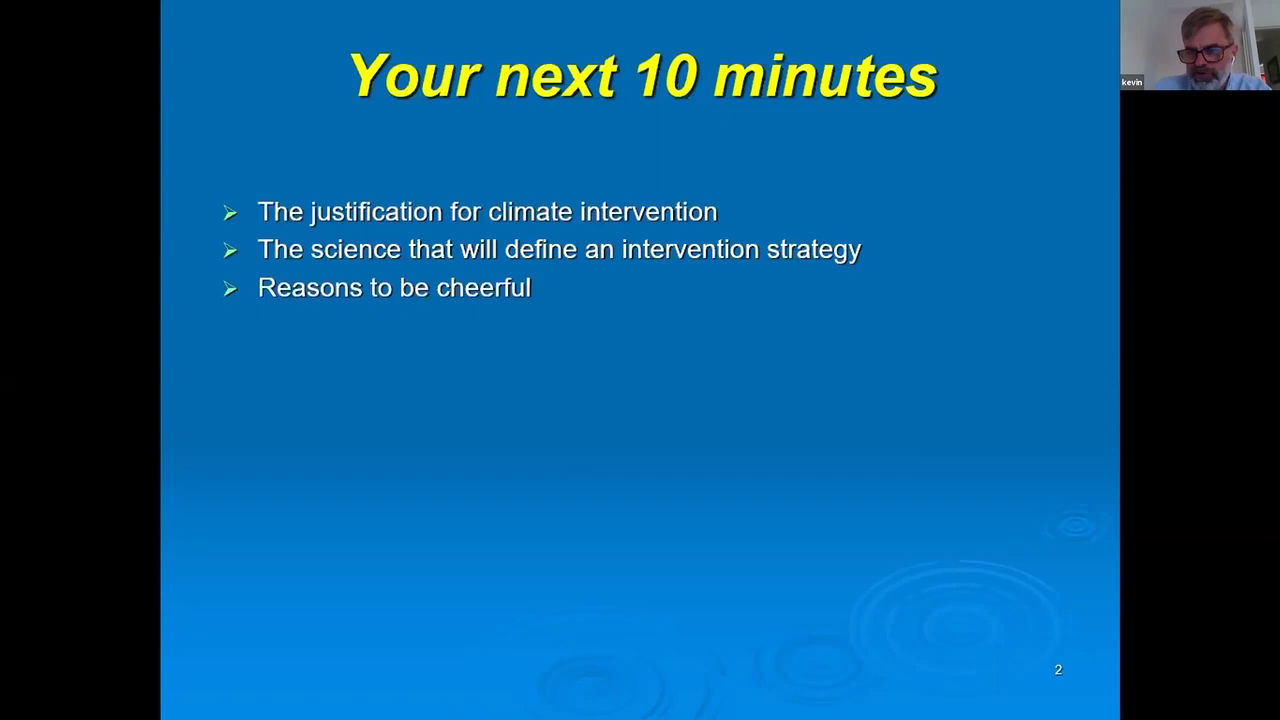 Your next 10 minutes
kevin
The justification for climate intervention
The science that will define an intervention strategy
Reasons to be cheerful
2